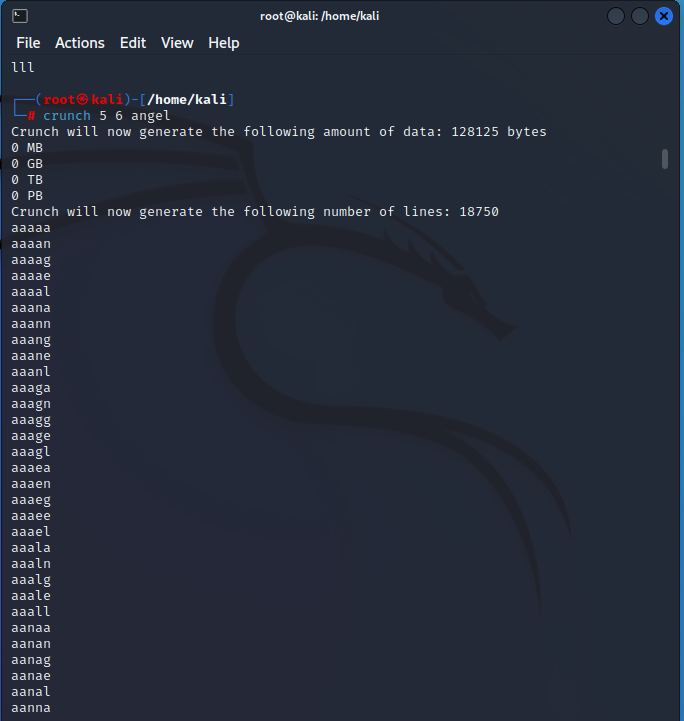 root@kali: /home/kali
File Actions Edit View Help
lll
┌──(root㉿kali)-[/home/kali]
└─# crunch 5 6 angel
Crunch will now generate the following amount of data: 128125 bytes
0 MB
0 GB
0 TB
0 PB
Crunch will now generate the following number of lines: 18750
aaaaa
aaaan
aaaag
aaaae
aaaal
aaana
aaann
aaang
aaane
aaanl
aaaga
aaagn
aaagg
aaage
aaagl
aaaea
aaaen
aaaeg
aaaee
aaael
aaala
aaaln
aaalg
aaale
aaall
aanaa
aanan
aanag
aanae
aanal
aanna